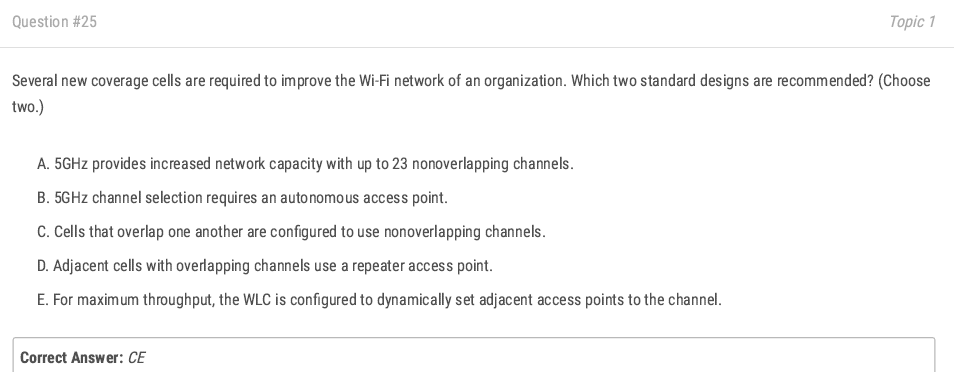 Question #25
Topic 1
Several new coverage cells are required to improve the Wi-Fi network of an organization. Which two standard designs are recommended? (Choose
two.)
A. 5GHz provides increased network capacity with up to 23 nonoverlapping channels.
B. 5GHz channel selection requires an autonomous access point.
C. Cells that overlap one another are configured to use nonoverlapping channels.
D. Adjacent cells with overlapping channels use a repeater access point.
E. For maximum throughput, the WLC is configured to dynamically set adjacent access points to the channel.
Correct Answer: CE